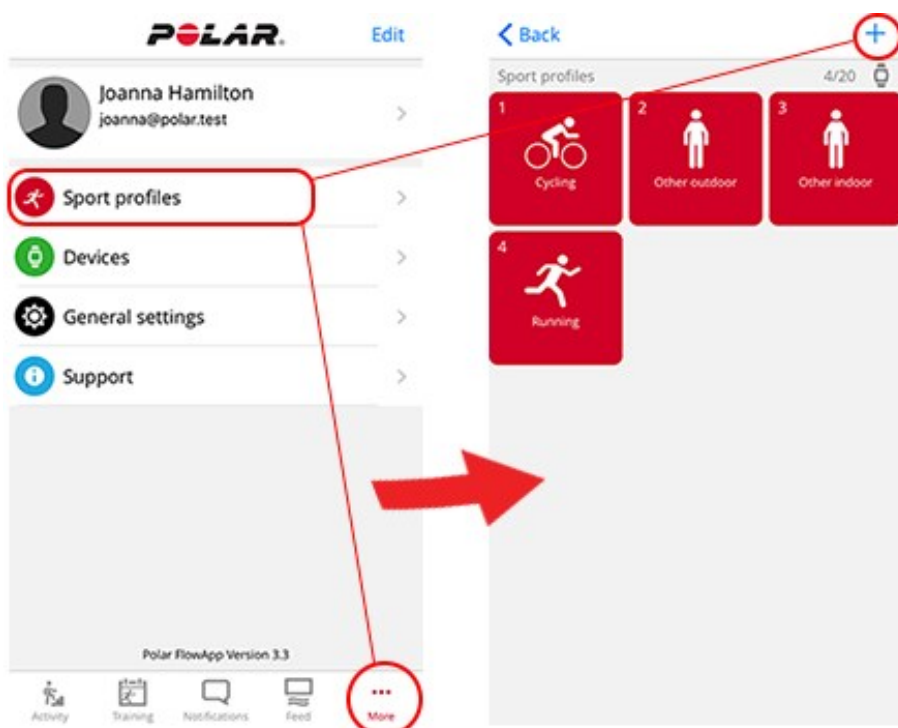 POLAR.
Edit
Joanna Hamilton
joanna@polar.test
Sport profiles
Devices
General settings
Support
Polar FlowApp Version 3.3
Activity
Training
Notifications
Feed
More
Back
+
Sport profiles
4/20
1
Cycling
2
Other outdoor
3
Other indoor
4
Running